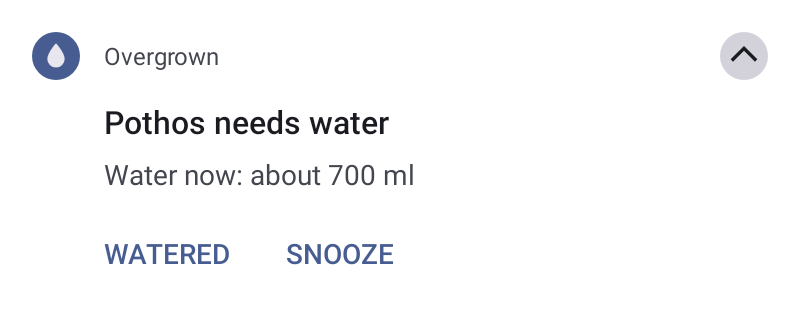 Overgrown
Pothos needs water
Water now: about 700 ml
WATERED SNOOZE